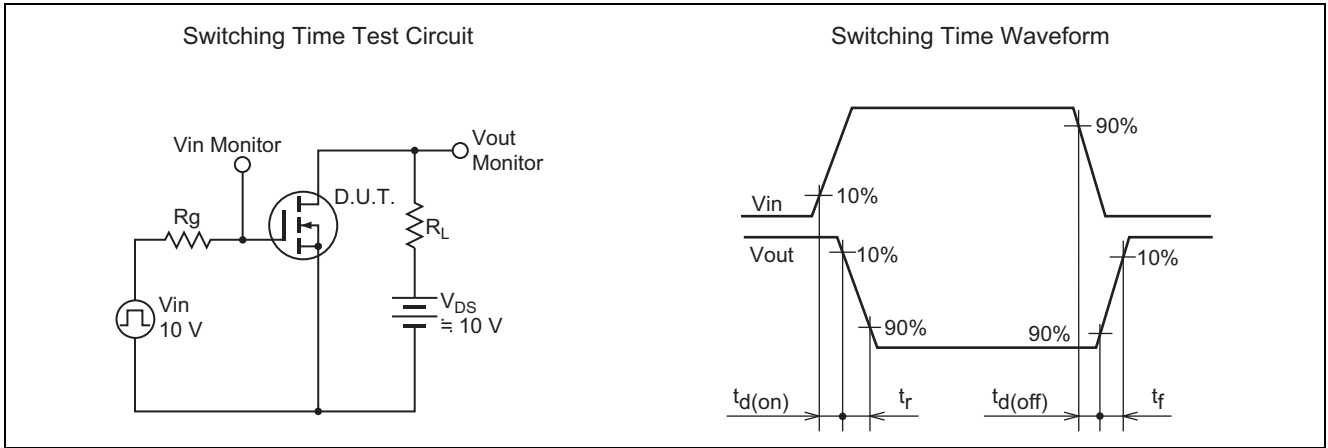 Switching Time Test Circuit
Vin Monitor
Vout
Monitor
D.U.T.
Rg
RL
Vin
10 V
VDS
≒ 10 V
Switching Time Waveform
90%
10%
Vin
Vout
10%
10%
90%
90%
td(on)
tr
td(off)
tf